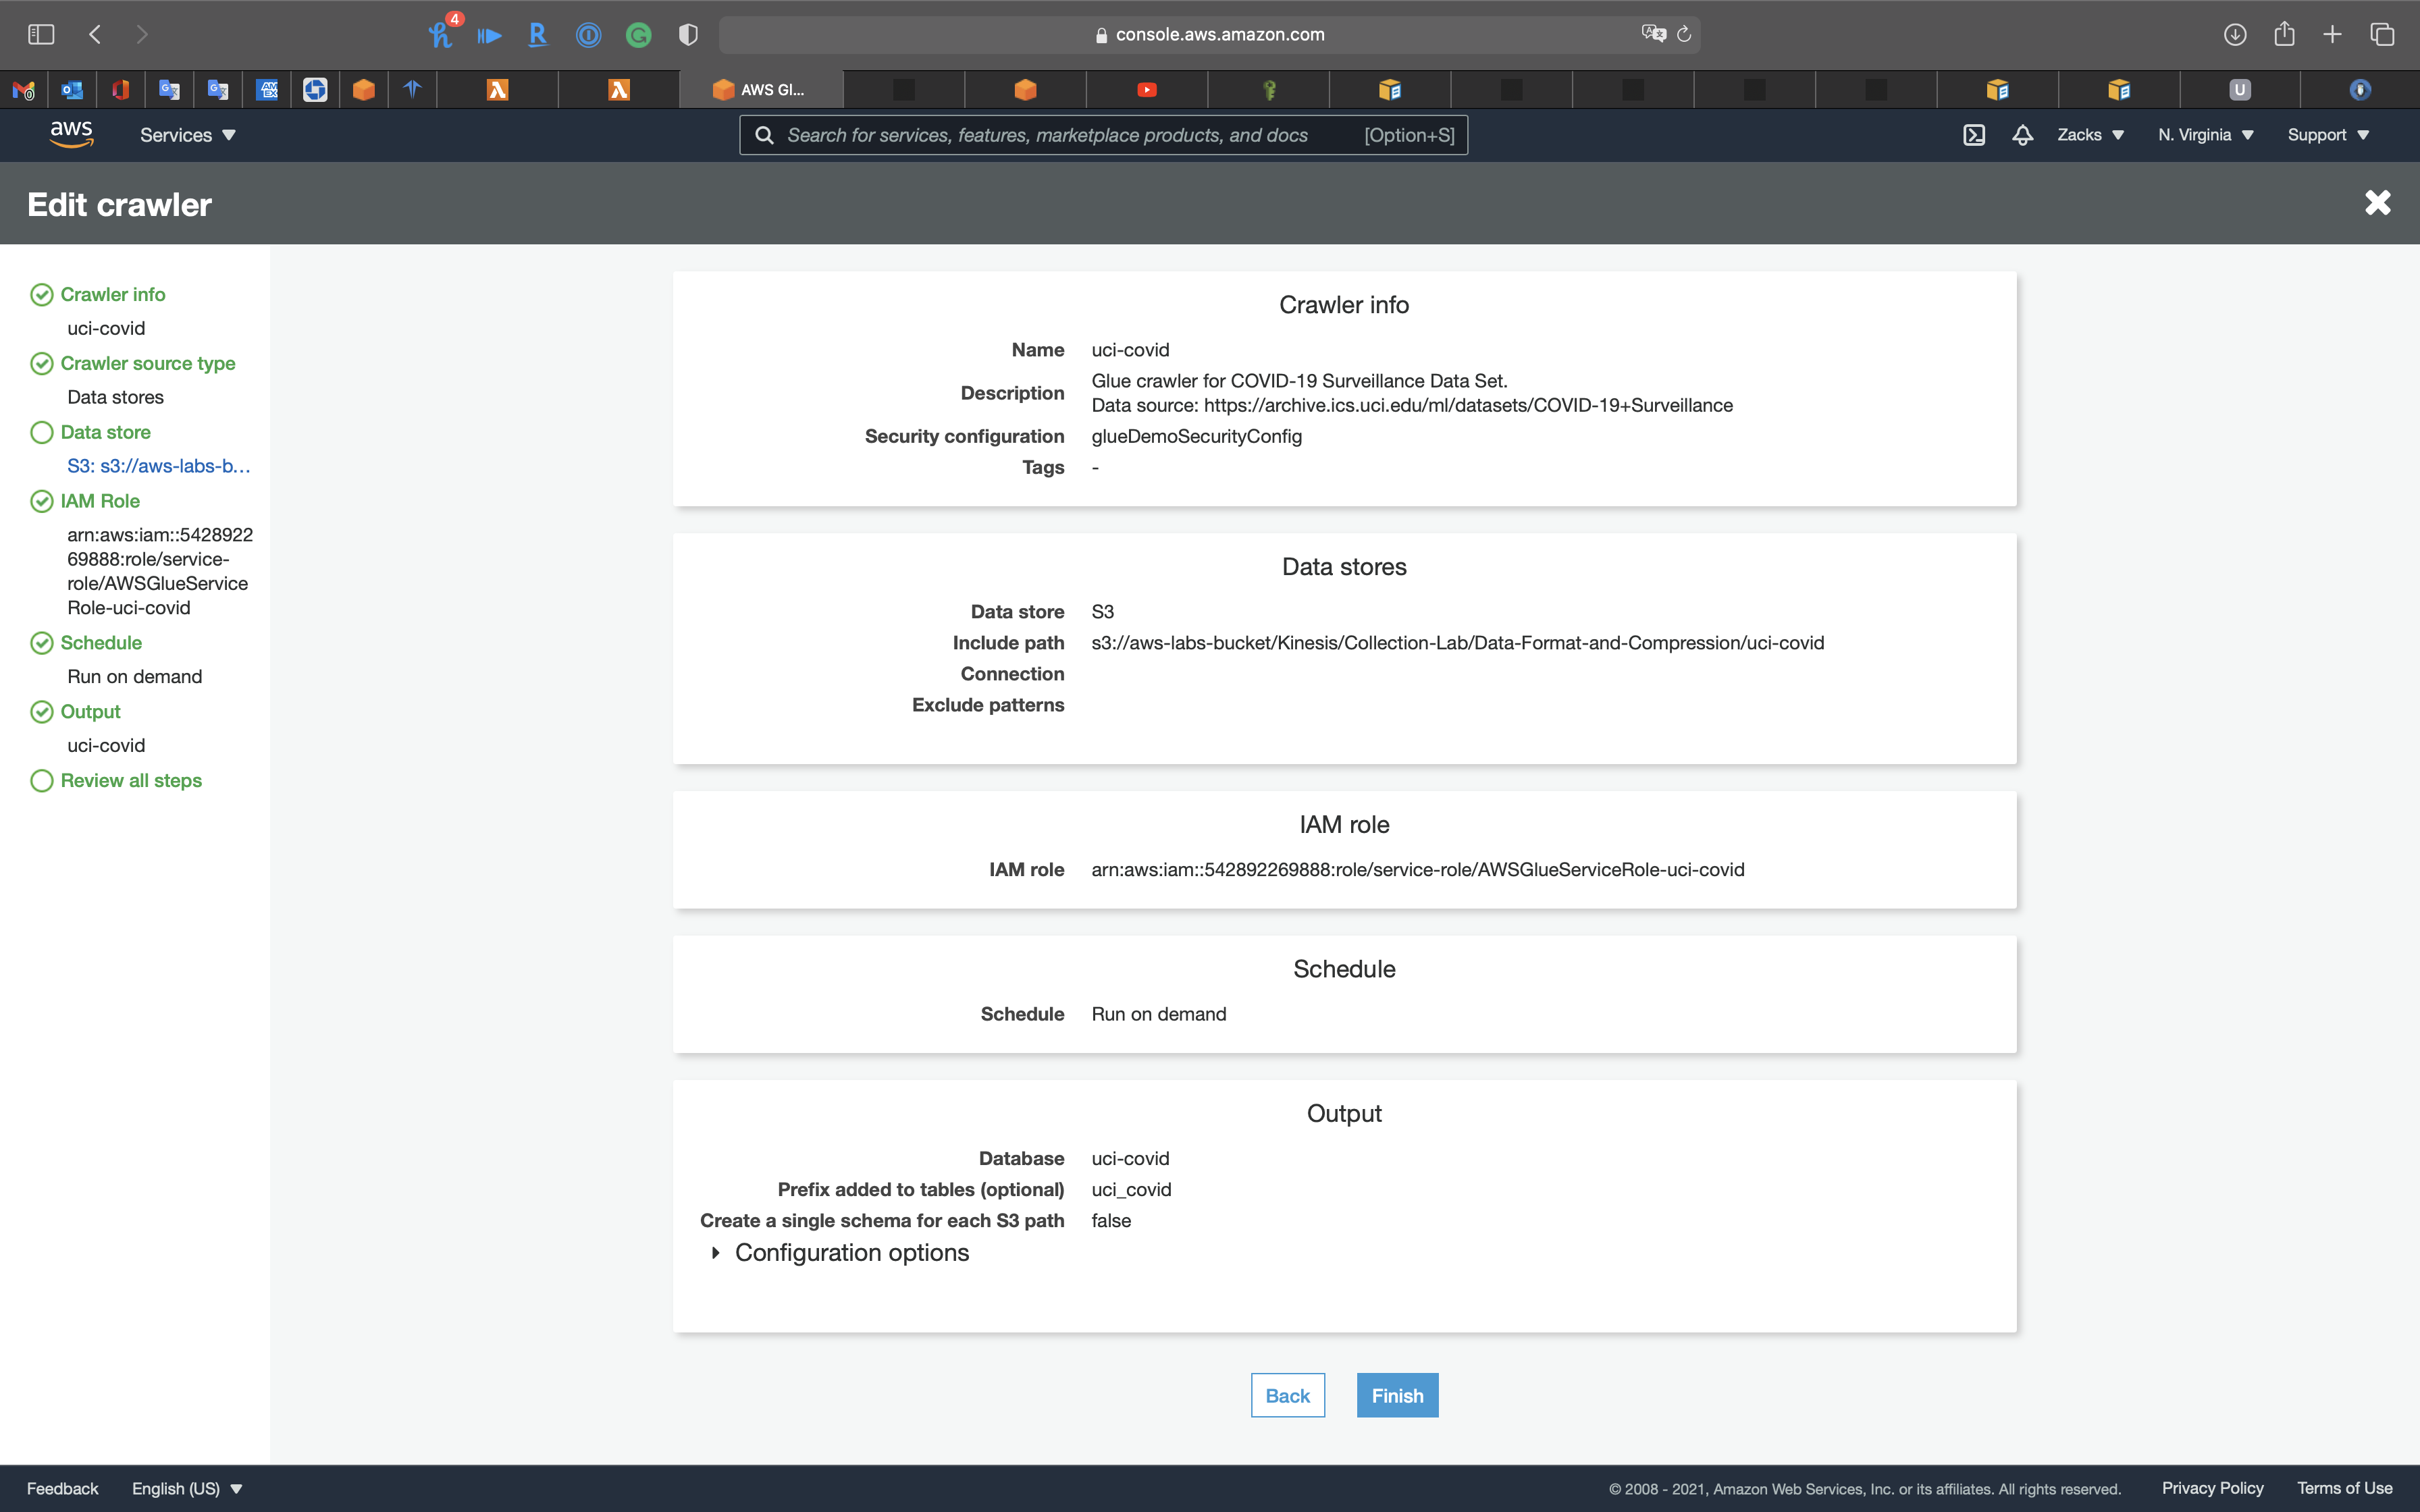 4
console.aws.amazon.com
AWS Gl...
aws
Services
Search for services, features, marketplace products, and docs [Option+S]
Zacks
N. Virginia
Support
Edit crawler
Crawler info
uci-covid
Crawler source type
Data stores
Data store
S3: s3://aws-labs-b...
IAM Role
arn:aws:iam::5428922
69888:role/service-
role/AWSGlueService
Role-uci-covid
Schedule
Run on demand
Output
uci-covid
Review all steps
Crawler info
Name uci-covid
Description Glue crawler for COVID-19 Surveillance Data Set.
Data source: https://archive.ics.uci.edu/ml/datasets/COVID-19+Surveillance
Security configuration glueDemoSecurityConfig
Tags -
Data stores
Data store S3
Include path s3://aws-labs-bucket/Kinesis/Collection-Lab/Data-Format-and-Compression/uci-covid
Connection
Exclude patterns
IAM role
IAM role arn:aws:iam::542892269888:role/service-role/AWSGlueServiceRole-uci-covid
Schedule
Schedule Run on demand
Output
Database uci-covid
Prefix added to tables (optional) uci_covid
Create a single schema for each S3 path false
Configuration options
Back
Finish
Feedback
English (US)
© 2008 - 2021, Amazon Web Services, Inc. or its affiliates. All rights reserved.
Privacy Policy
Terms of Use